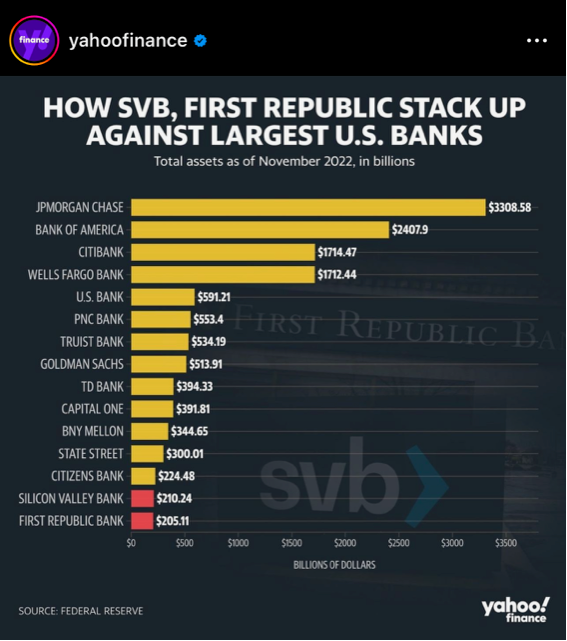 finance
yahoofinance
HOW SVB, FIRST REPUBLIC STACK UP
AGAINST LARGEST U.S. BANKS
Total assets as of November 2022, in billions
JPMORGAN CHASE $3308.58
BANK OF AMERICA $2407.9
CITIBANK $1714.47
WELLS FARGO BANK $1712.44
U.S. BANK $591.21
PNC BANK $553.4
TRUIST BANK $534.19
GOLDMAN SACHS $513.91
TD BANK $394.33
CAPITAL ONE $391.81
BNY MELLON $344.65
STATE STREET $300.01
CITIZENS BANK $224.48
SILICON VALLEY BANK $210.24
FIRST REPUBLIC BANK $205.11
FIRST REPUBLIC BA
svb
$0 $500 $1000 $1500 $2000 $2500 $3000 $3500
BILLIONS OF DOLLARS
SOURCE: FEDERAL RESERVE
yahoo!
finance